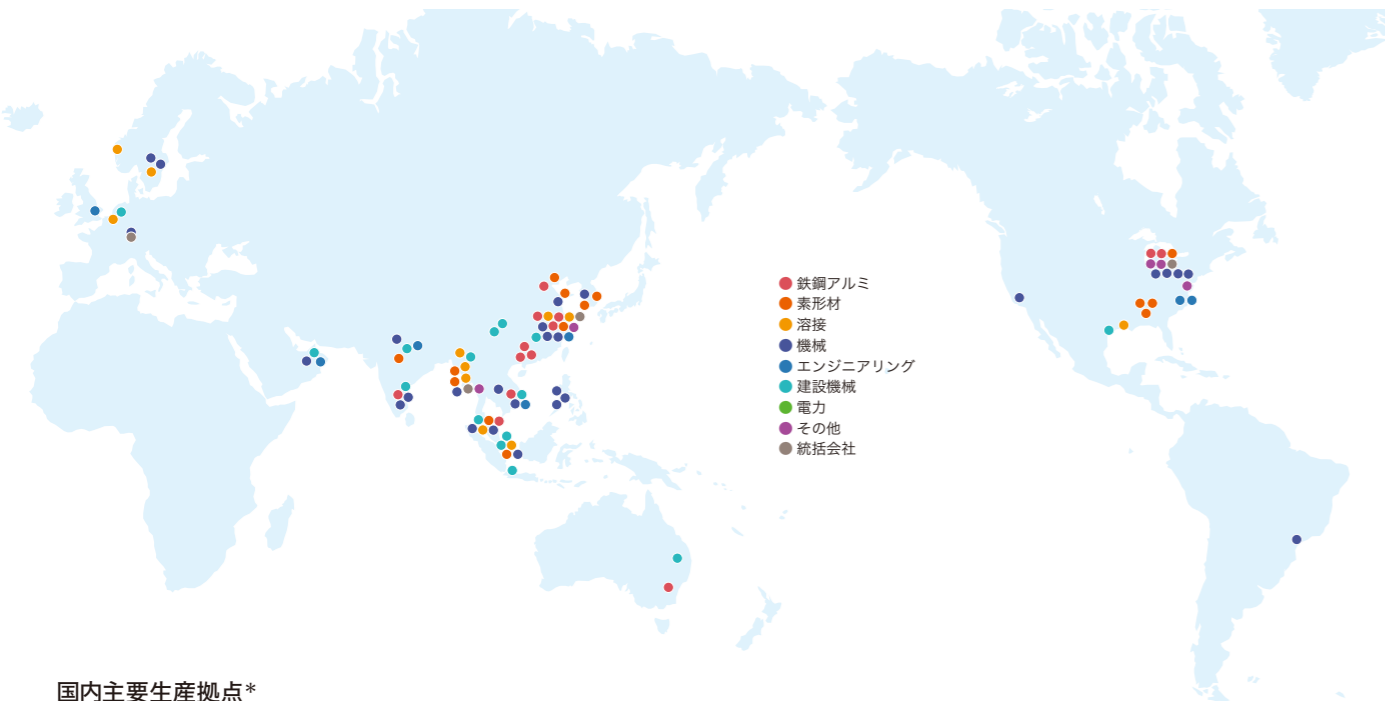 鉄鋼アルミ
素形材
溶接
機械
エンジニアリング
建設機械
電力
その他
統括会社
国内主要生産拠点*